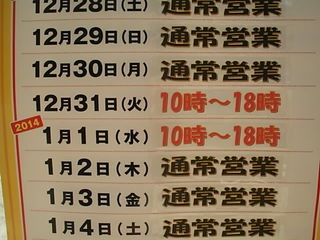 12月28日(土) 通常営業
12月29日(日) 通常営業
12月30日(月) 通常営業
12月31日(火) 10時～18時
2014
1月1日(水) 10時～18時
1月2日(木) 通常営業
1月3日(金) 通常営業
1月4日(土) 通常営業